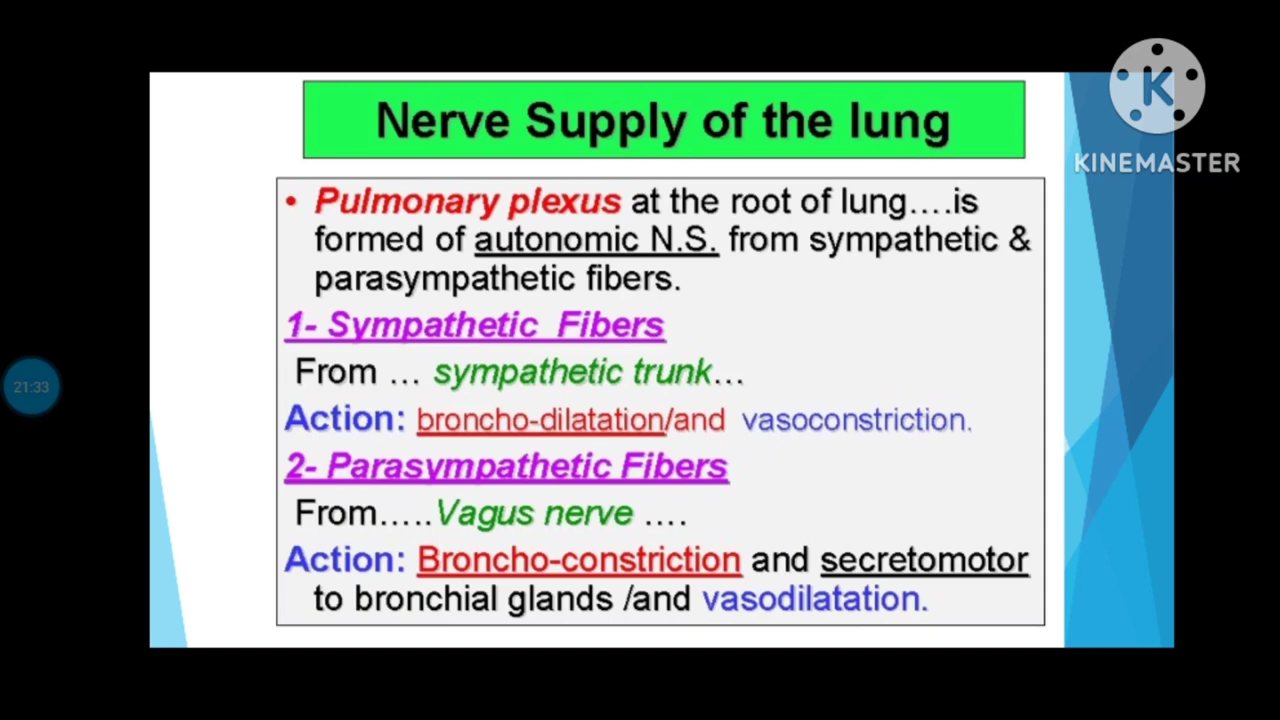 Nerve Supply of the lung
K
KINEMASTER
• Pulmonary plexus at the root of lung….is
formed of autonomic N.S. from sympathetic &
parasympathetic fibers.
1- Sympathetic Fibers
From … sympathetic trunk…
21:33
Action: broncho-dilatation/and vasoconstriction.
2- Parasympathetic Fibers
From…..Vagus nerve ….
Action: Broncho-constriction and secretomotor
to bronchial glands /and vasodilatation.